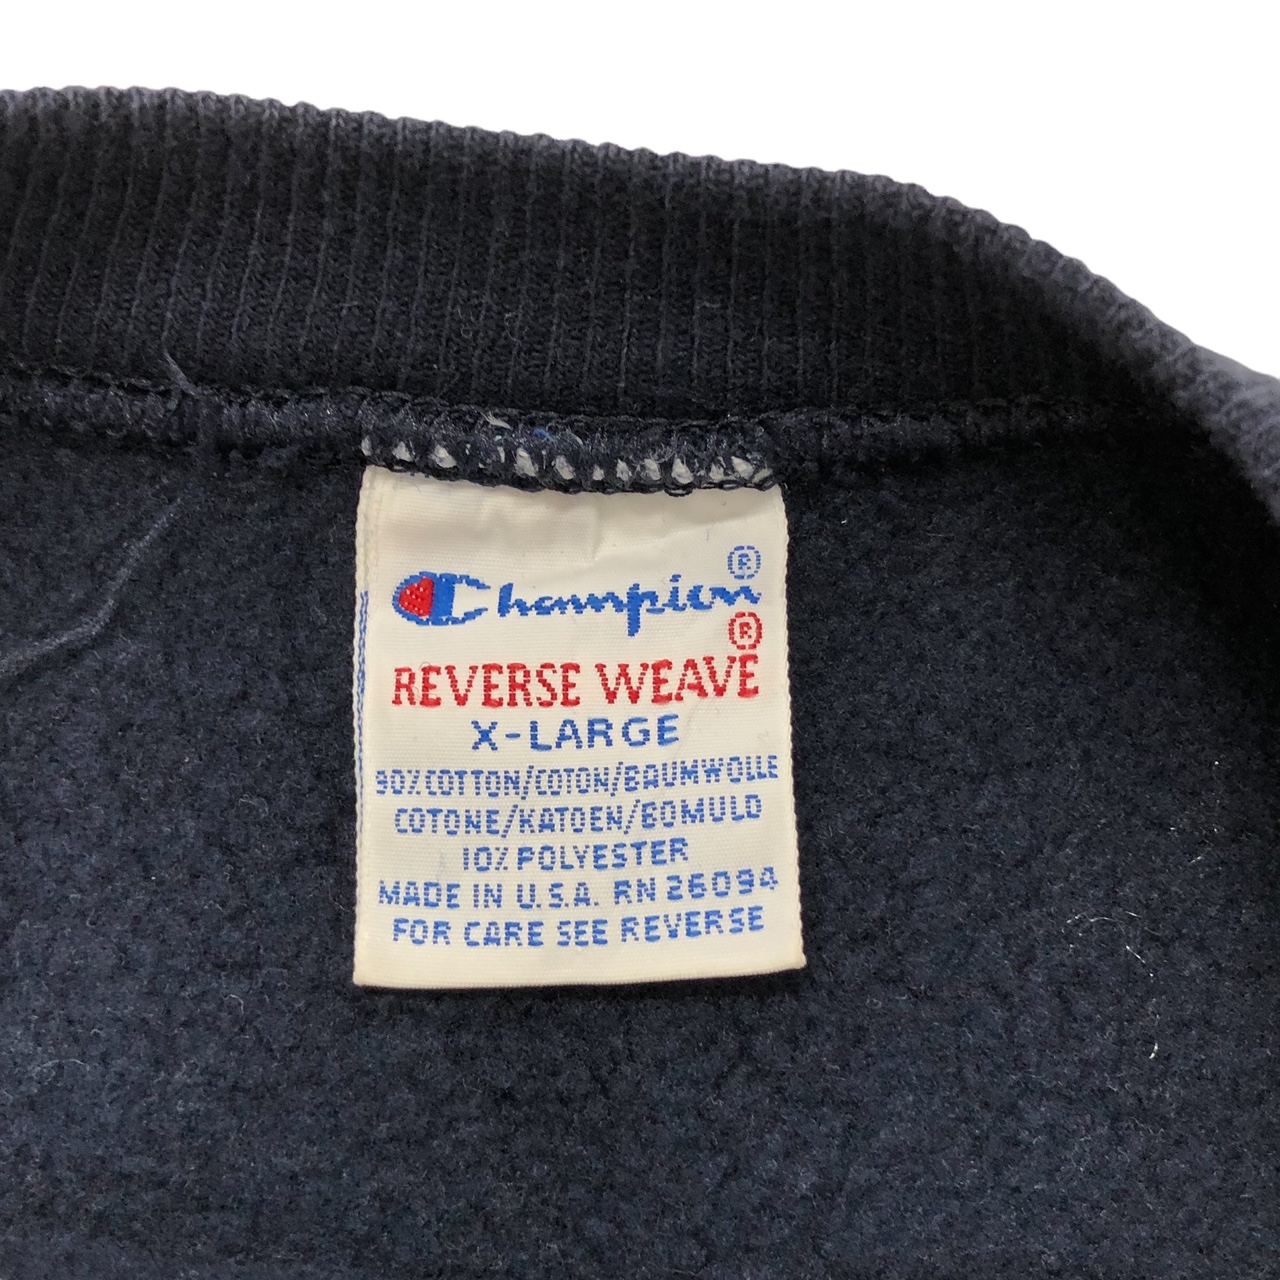 Champion®
REVERSE WEAVE®
X-LARGE
90% COTTON/COTON/BAUMWOLLE
COTONE/KATOEN/BOMULD
10% POLYESTER
MADE IN U.S.A. RN 26094
FOR CARE SEE REVERSE